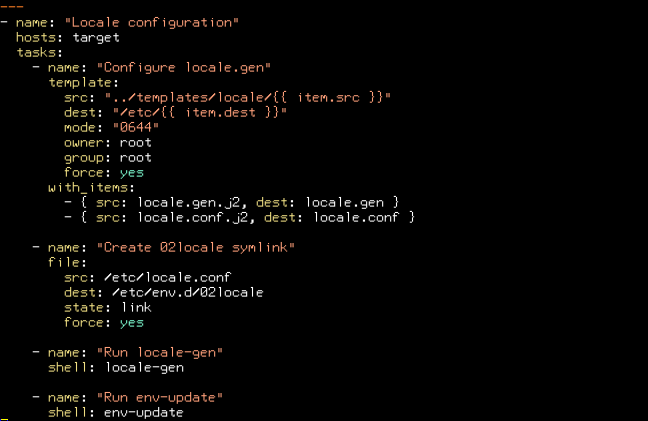 ---
- name: "Locale configuration"
  hosts: target
  tasks:
    - name: "Configure locale.gen"
      template:
        src: "../templates/locale/{{ item.src }}"
        dest: "/etc/{{ item.dest }}"
        mode: "0644"
        owner: root
        group: root
        force: yes
      with_items:
        - { src: locale.gen.j2, dest: locale.gen }
        - { src: locale.conf.j2, dest: locale.conf }

    - name: "Create 02locale symlink"
      file:
        src: /etc/locale.conf
        dest: /etc/env.d/02locale
        state: link
        force: yes

    - name: "Run locale-gen"
      shell: locale-gen

    - name: "Run env-update"
      shell: env-update